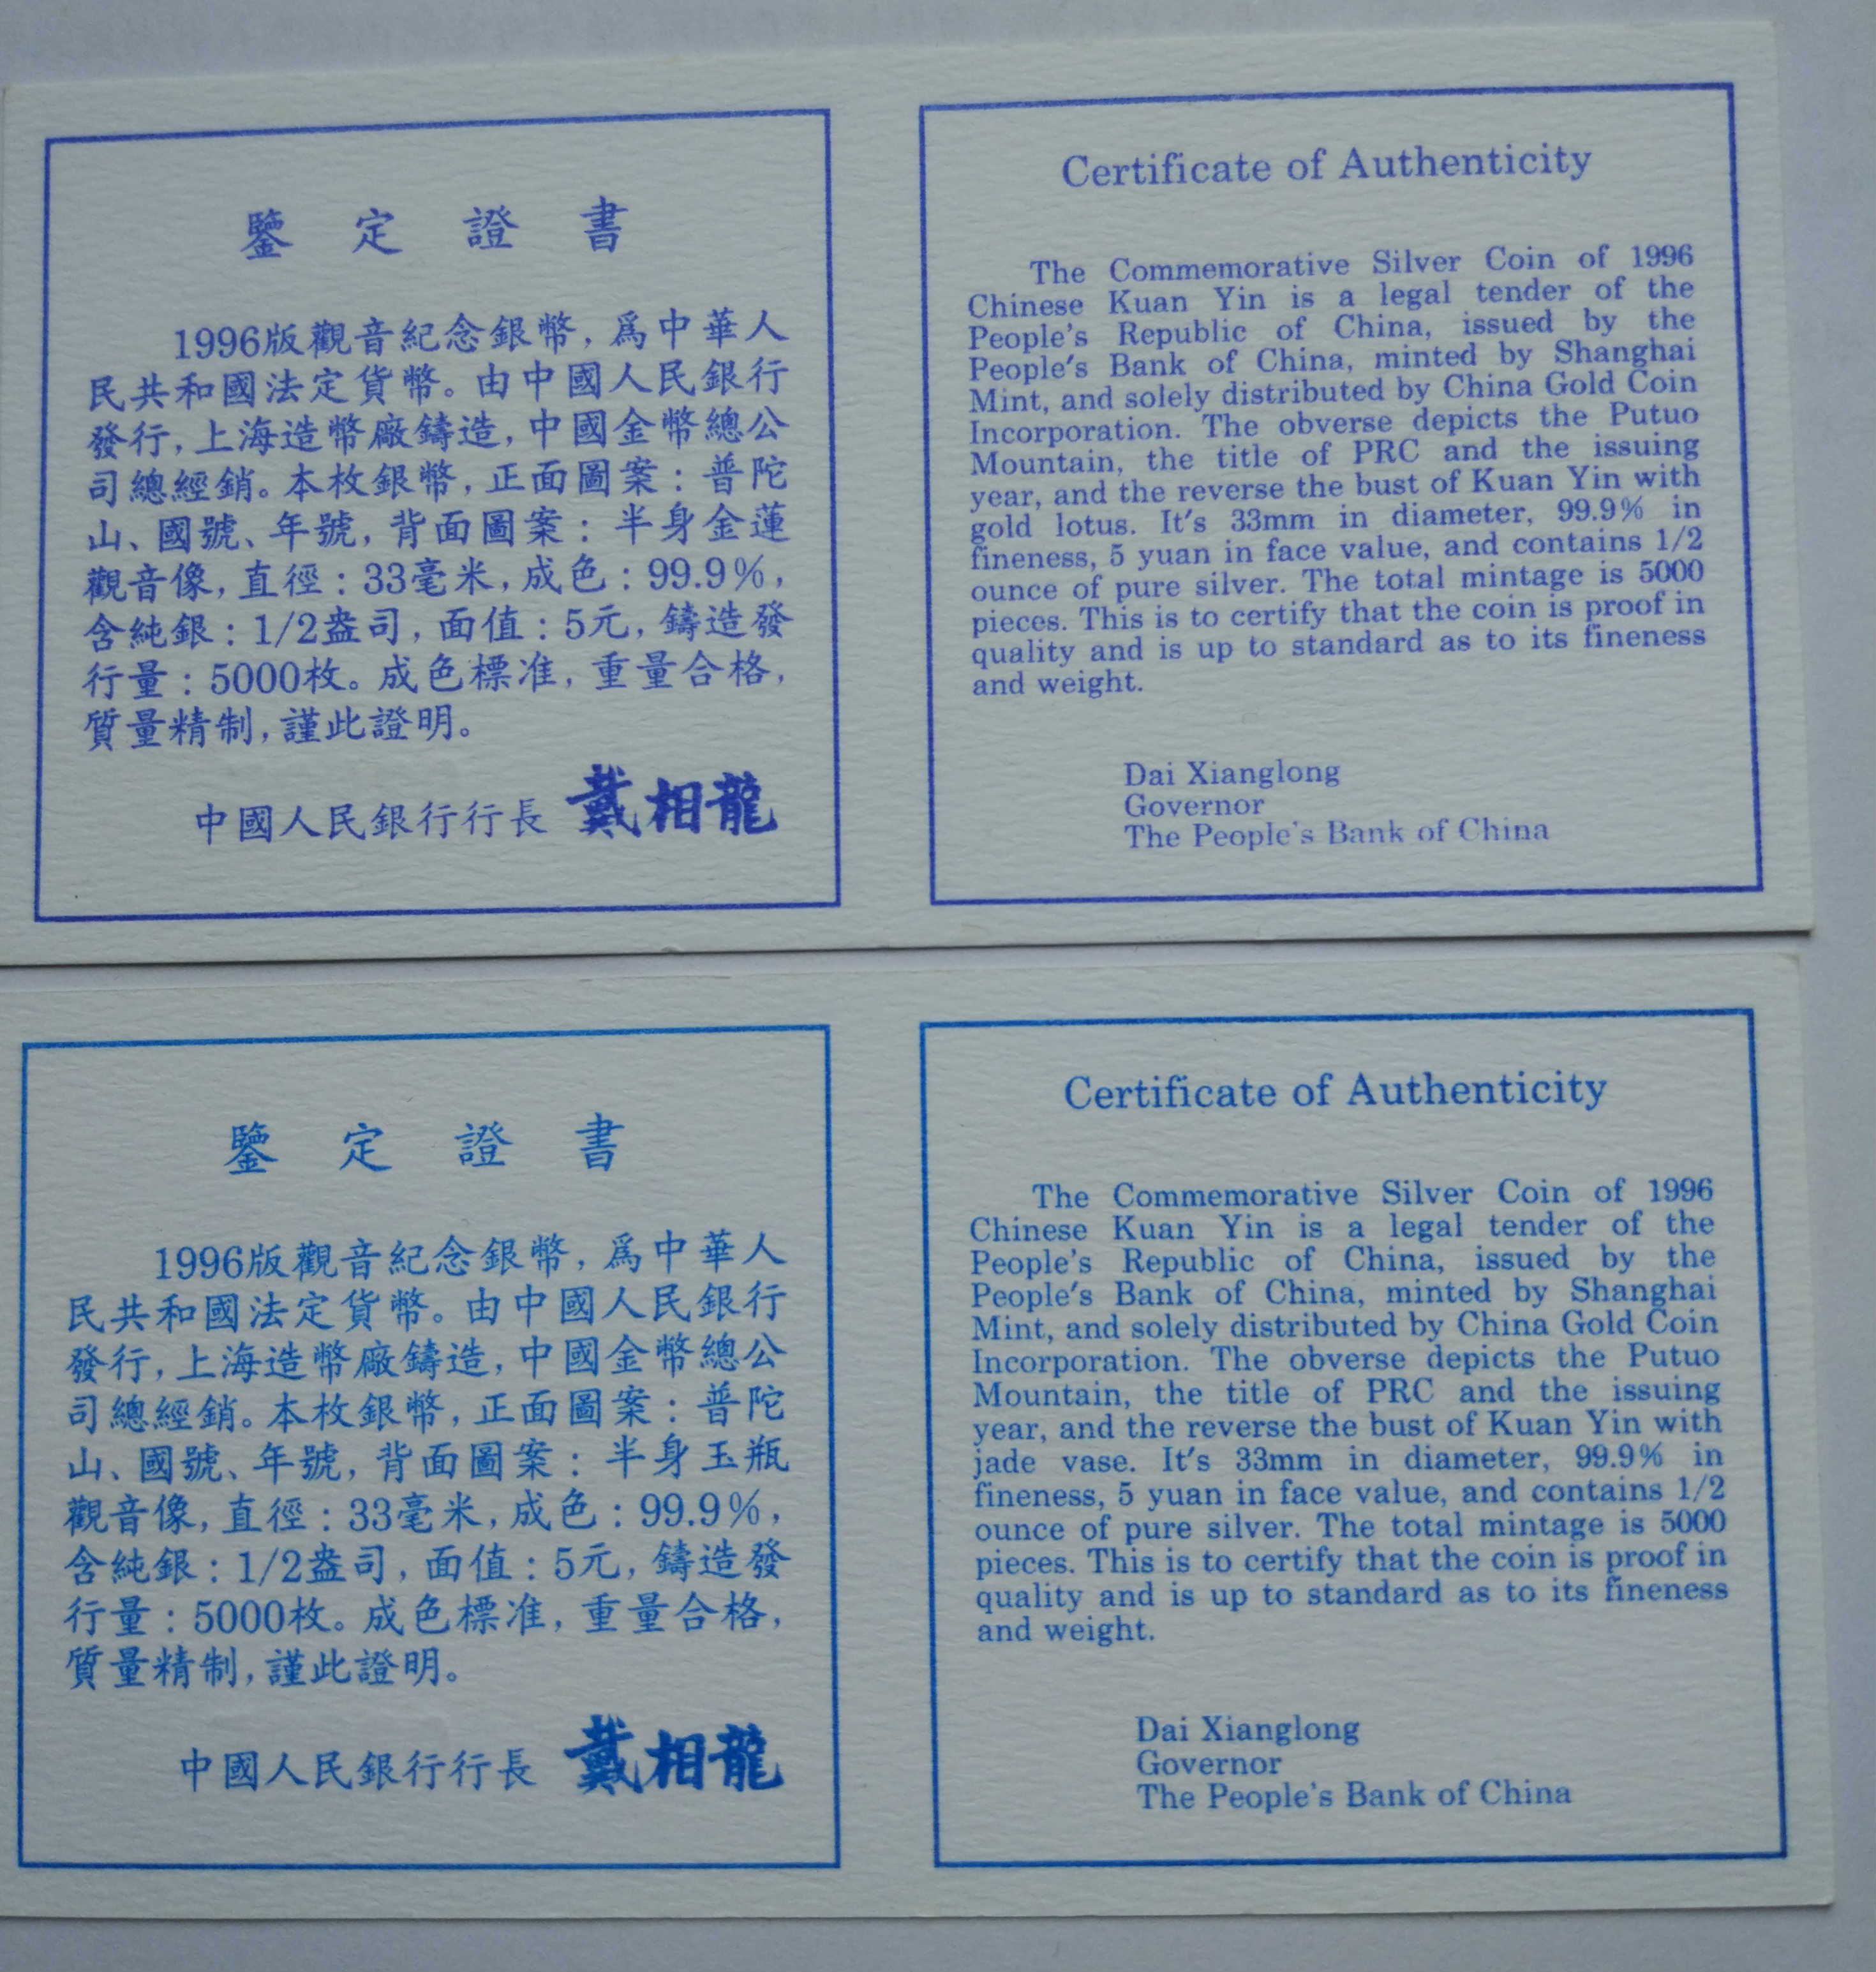 鑒定證書
1996版觀音紀念銀幣，爲中華人
民共和國法定貨幣。由中國人民銀行
發行，上海造幣廠鑄造，中國金幣總公
司總經銷。本枚銀幣，正面圖案：普陀
山、國號、年號，背面圖案：半身金蓮
觀音像，直徑：33毫米，成色：99.9%，
含純銀：1/2盎司，面值：5元，鑄造發
行量：5000枚。成色標准，重量合格，
質量精制，謹此證明。
中國人民銀行行長 戴相龍
Certificate of Authenticity
The Commemorative Silver Coin of 1996
Chinese Kuan Yin is a legal tender of the
People's Republic of China, issued by the
People's Bank of China, minted by Shanghai
Mint, and solely distributed by China Gold Coin
Incorporation. The obverse depicts the Putuo
Mountain, the title of PRC and the issuing
year, and the reverse the bust of Kuan Yin with
gold lotus. It's 33mm in diameter, 99.9% in
fineness, 5 yuan in face value, and contains 1/2
ounce of pure silver. The total mintage is 5000
pieces. This is to certify that the coin is proof in
quality and is up to standard as to its fineness
and weight.
Dai Xianglong
Governor
The People's Bank of China
鑒定證書
1996版觀音紀念銀幣，爲中華人
民共和國法定貨幣。由中國人民銀行
發行，上海造幣廠鑄造，中國金幣總公
司總經銷。本枚銀幣，正面圖案：普陀
山、國號、年號，背面圖案：半身玉瓶
觀音像，直徑：33毫米，成色：99.9%，
含純銀：1/2盎司，面值：5元，鑄造發
行量：5000枚。成色標准，重量合格，
質量精制，謹此證明。
中國人民銀行行長 戴相龍
Certificate of Authenticity
The Commemorative Silver Coin of 1996
Chinese Kuan Yin is a legal tender of the
People's Republic of China, issued by the
People's Bank of China, minted by Shanghai
Mint, and solely distributed by China Gold Coin
Incorporation. The obverse depicts the Putuo
Mountain, the title of PRC and the issuing
year, and the reverse the bust of Kuan Yin with
jade vase. It's 33mm in diameter, 99.9% in
fineness, 5 yuan in face value, and contains 1/2
ounce of pure silver. The total mintage is 5000
pieces. This is to certify that the coin is proof in
quality and is up to standard as to its fineness
and weight.
Dai Xianglong
Governor
The People's Bank of China